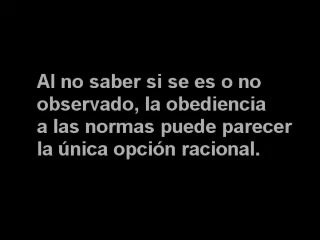 Al no saber si se es o no
observado, la obediencia
a las normas puede parecer
la única opción racional.